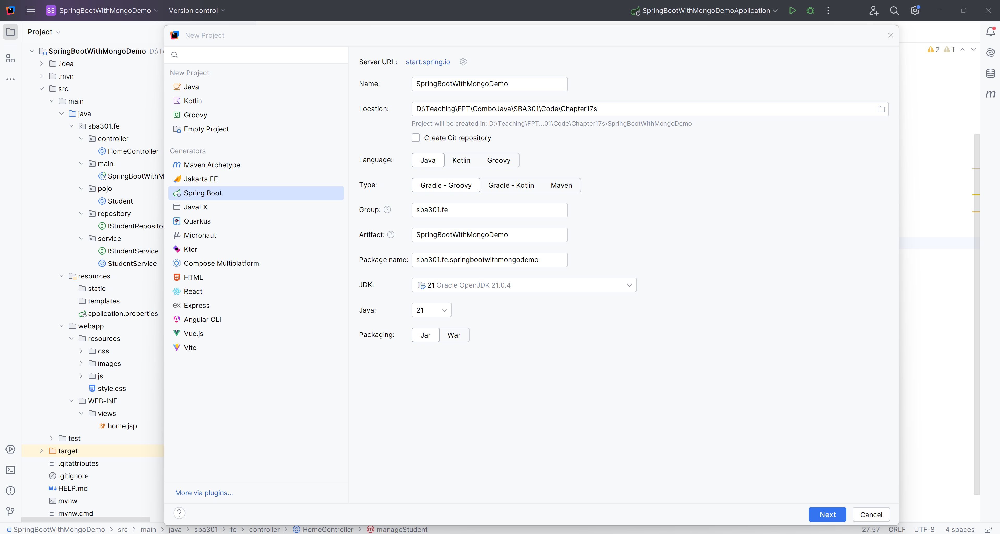 SB SpringBootWithMongoDemo Version control SpringBootWithMongoDemoApplication
Project
SpringBootWithMongoDemo
.idea
.mvn
src
main
java
sba301.fe
controller
HomeController
main
pojo
Student
repository
service
IStudentService
StudentService
resources
static
templates
application.properties
webapp
resources
css
images
js
style.css
WEB-INF
views
JSP home.jsp
test
target
.gitattributes
.gitignore
M↓ HELP.md
mvnw
mvnw.cmd
New Project
New Project
Java
Kotlin
Groovy
Empty Project
Generators
m Maven Archetype
Jakarta EE
Spring Boot
JavaFX
Quarkus
μ Micronaut
Ktor
Compose Multiplatform
HTML
React
ex Express
Angular CLI
Vue.js
Vite
More via plugins...
Server URL: start.spring.io
Name: SpringBootWithMongoDemo
Location: D:\Teaching\FPT\ComboJava\SBA301\Code\Chapter17s
Project will be created in: D:\Teaching\FPT...01\Code\Chapter17s\SpringBootWithMongoDemo
Create Git repository
Language: Java Kotlin Groovy
Type: Gradle - Groovy Gradle - Kotlin Maven
Group: ? sba301.fe
Artifact: ? SpringBootWithMongoDemo
Package name: sba301.fe.springbootwithmongodemo
JDK: 21 Oracle OpenJDK 21.0.4
Java: 21
Packaging: Jar War
? Next Cancel
2 1
m
SpringBootWithMongoDemo > src > main > java > sba301 > fe > controller > HomeController > manageStudent 27:57 CRLF UTF-8 4 spaces